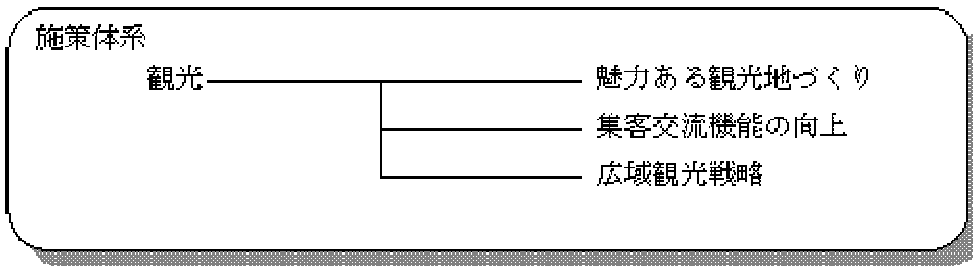 施策体系
観光 魅力ある観光地づくり
集客交流機能の向上
広域観光戦略